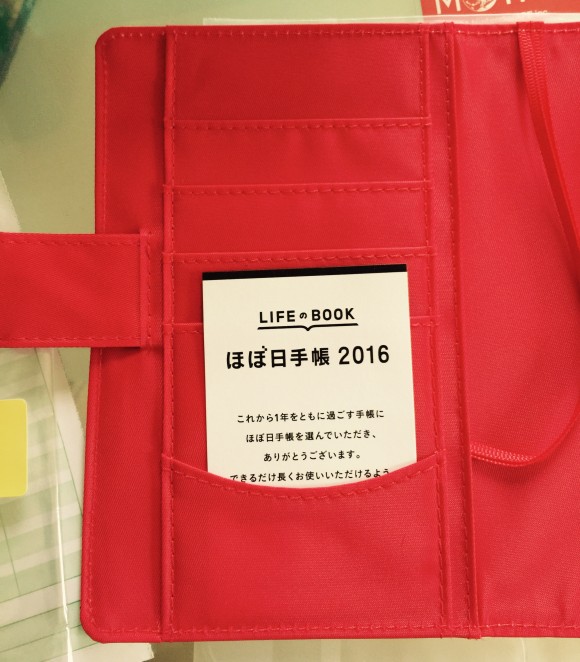 LIFEのBOOK
ほぼ日手帳 2016
これから1年をともに過ごす手帳に
ほぼ日手帳を選んでいただき、
ありがとうございます。
できるだけ長くお使いいただけるよう